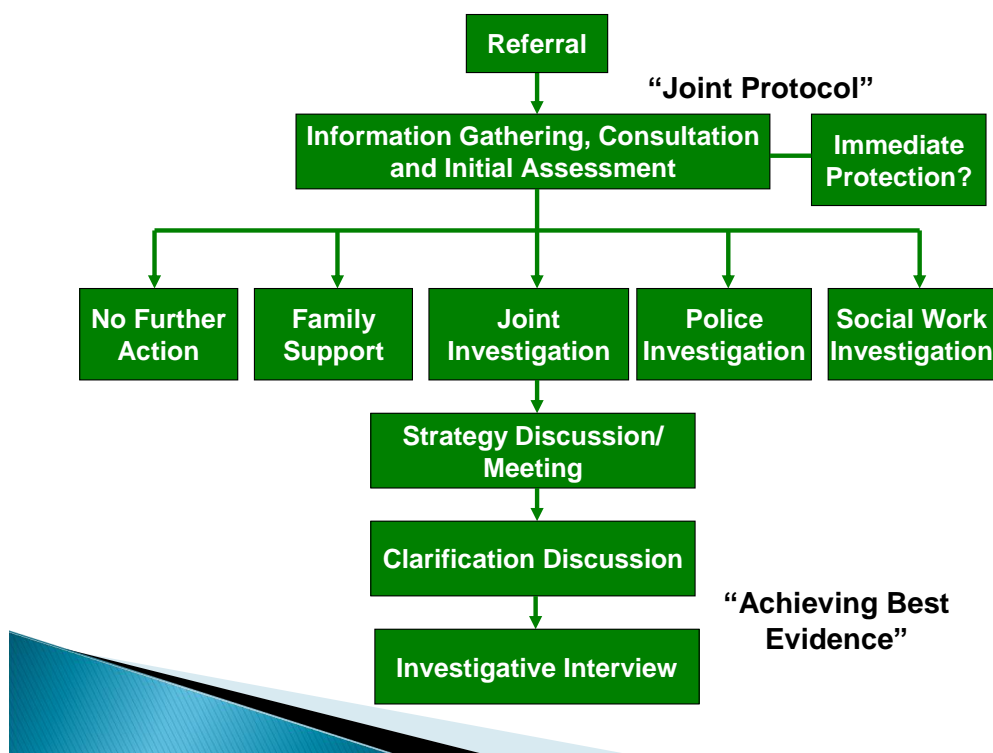 Referral
“Joint Protocol”
Information Gathering, Consultation
and Initial Assessment
Immediate
Protection?
No Further
Action
Family
Support
Joint
Investigation
Police
Investigation
Social Work
Investigation
Strategy Discussion/
Meeting
Clarification Discussion
“Achieving Best
Evidence”
Investigative Interview